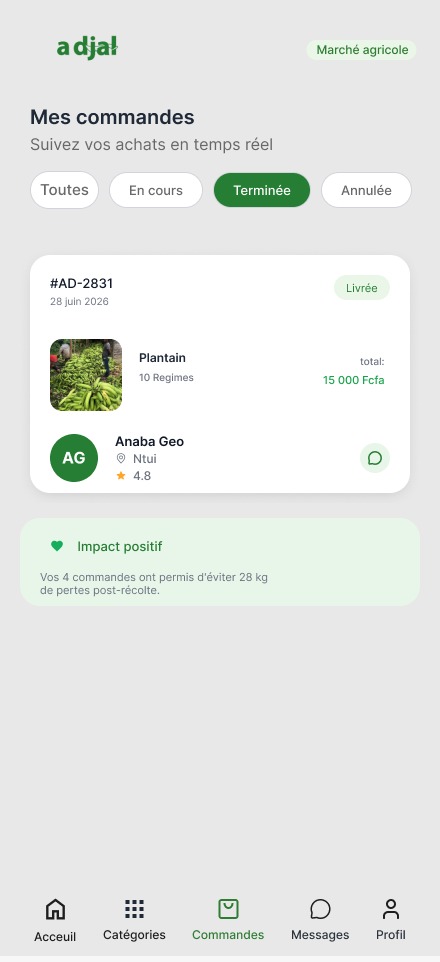 adjal
Marché agricole
Mes commandes
Suivez vos achats en temps réel
Toutes
En cours
Terminée
Annulée
#AD-2831
Livrée
28 juin 2026
Plantain
total:
10 Regimes
15 000 Fcfa
AG
Anaba Geo
Ntui
4.8
Impact positif
Vos 4 commandes ont permis d'éviter 28 kg
de pertes post-récolte.
Acceuil
Catégories
Commandes
Messages
Profil